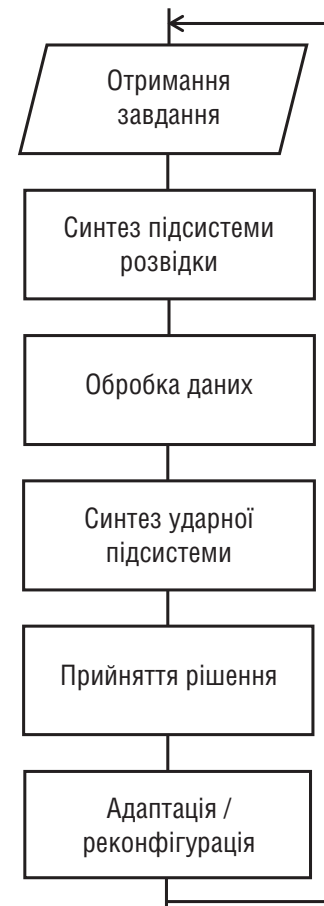 Отримання
завдання
Синтез підсистеми
розвідки
Обробка даних
Синтез ударної
підсистеми
Прийняття рішення
Адаптація /
реконфігурація